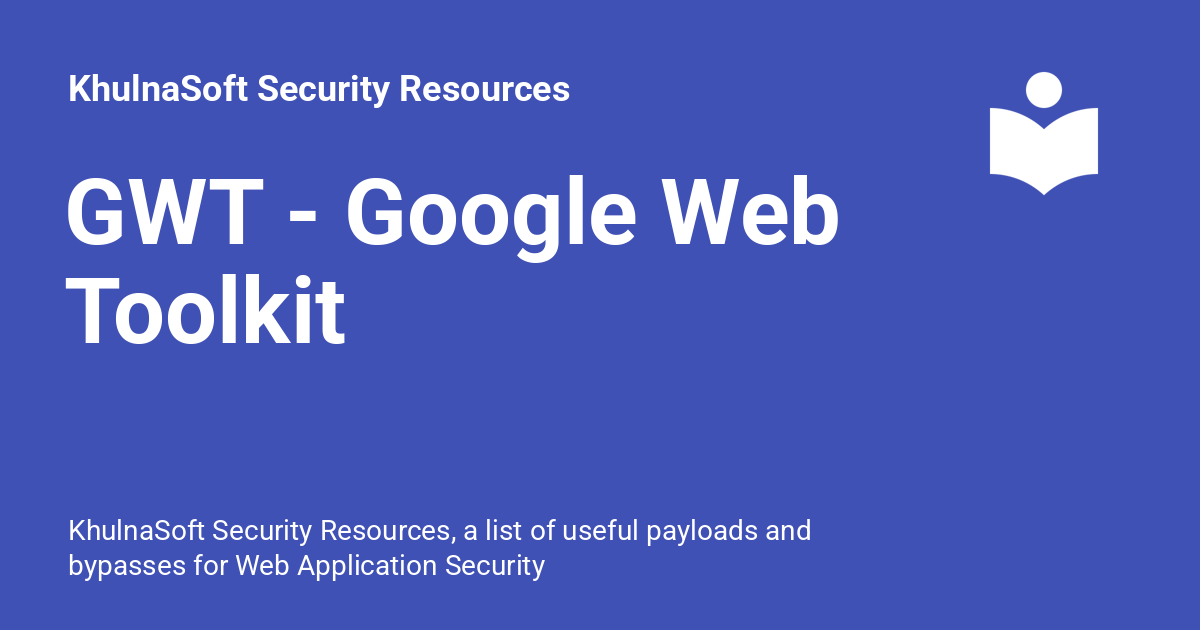 KhulnaSoft Security Resources
GWT - Google Web
Toolkit
KhulnaSoft Security Resources, a list of useful payloads and
bypasses for Web Application Security